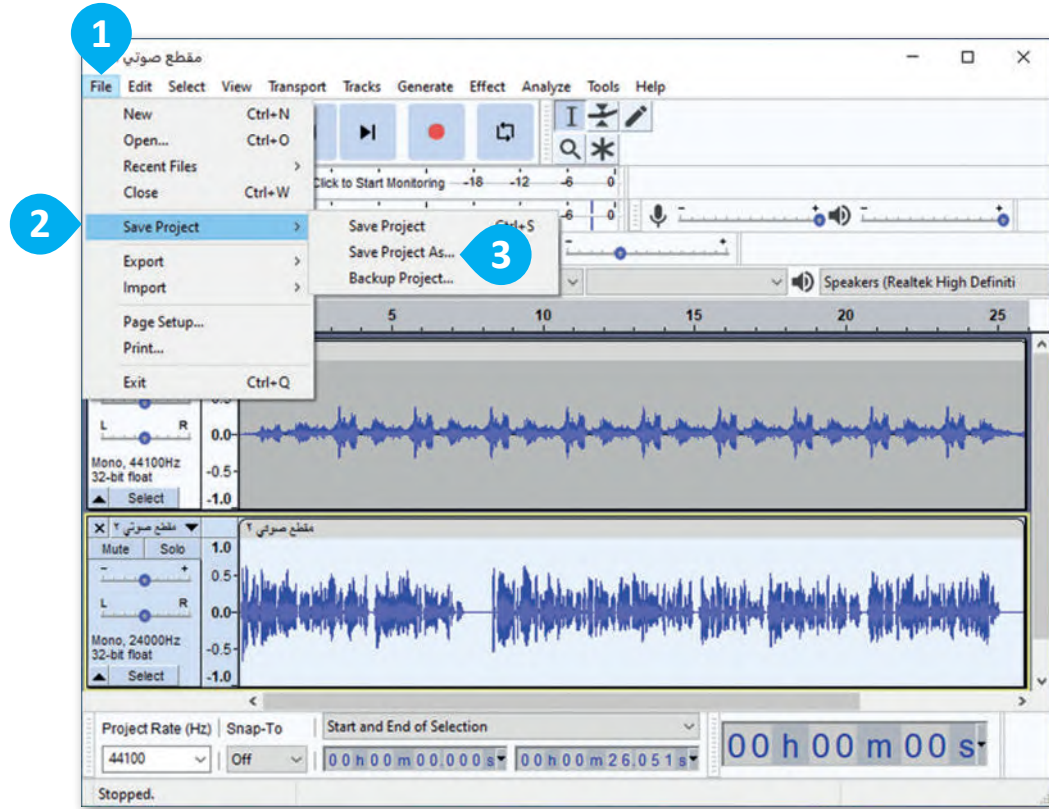 1
مقطع صوتي
File Edit Select View Transport Tracks Generate Effect Analyze Tools Help
New Ctrl+N
Open... Ctrl+O
Recent Files >
Close Ctrl+W
2
Save Project >
Save Project Ctrl+S
Save Project As...
3
Backup Project...
Export >
Import >
Page Setup...
Print...
Exit Ctrl+Q
Click to Start Monitoring -18 -12 -6 0
-6 0
Speakers (Realtek High Definiti
5 10 15 20 25
L R
0.0
Mono, 44100Hz
32-bit float
-0.5
Select
-1.0
مقطع صوتي ٢
مقطع صوتي ٢
Mute Solo
1.0
0.5
L R
0.0
Mono, 24000Hz
32-bit float
-0.5
Select
-1.0
Project Rate (Hz) Snap-To Start and End of Selection
44100 Off 00 h 00 m 00.000 s 00 h 00 m 26.051 s
00 h 00 m 00 s
Stopped.